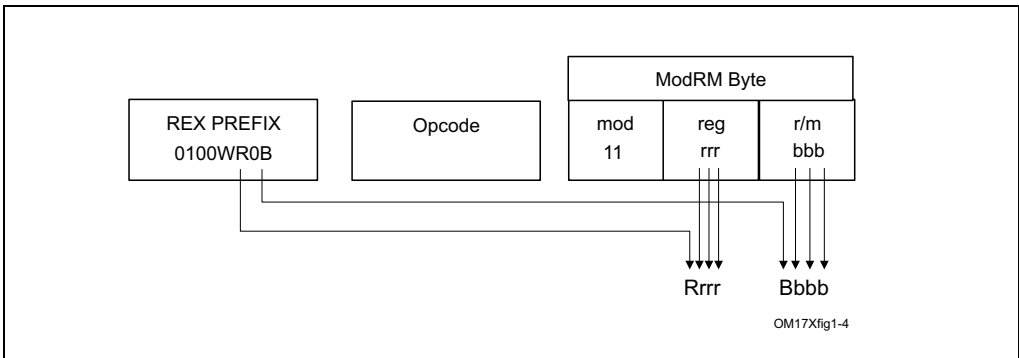 ModRM Byte
REX PREFIX
0100WR0B
Opcode
mod
11
reg
rrr
r/m
bbb
Rrrr
Bbbb
OM17Xfig1-4